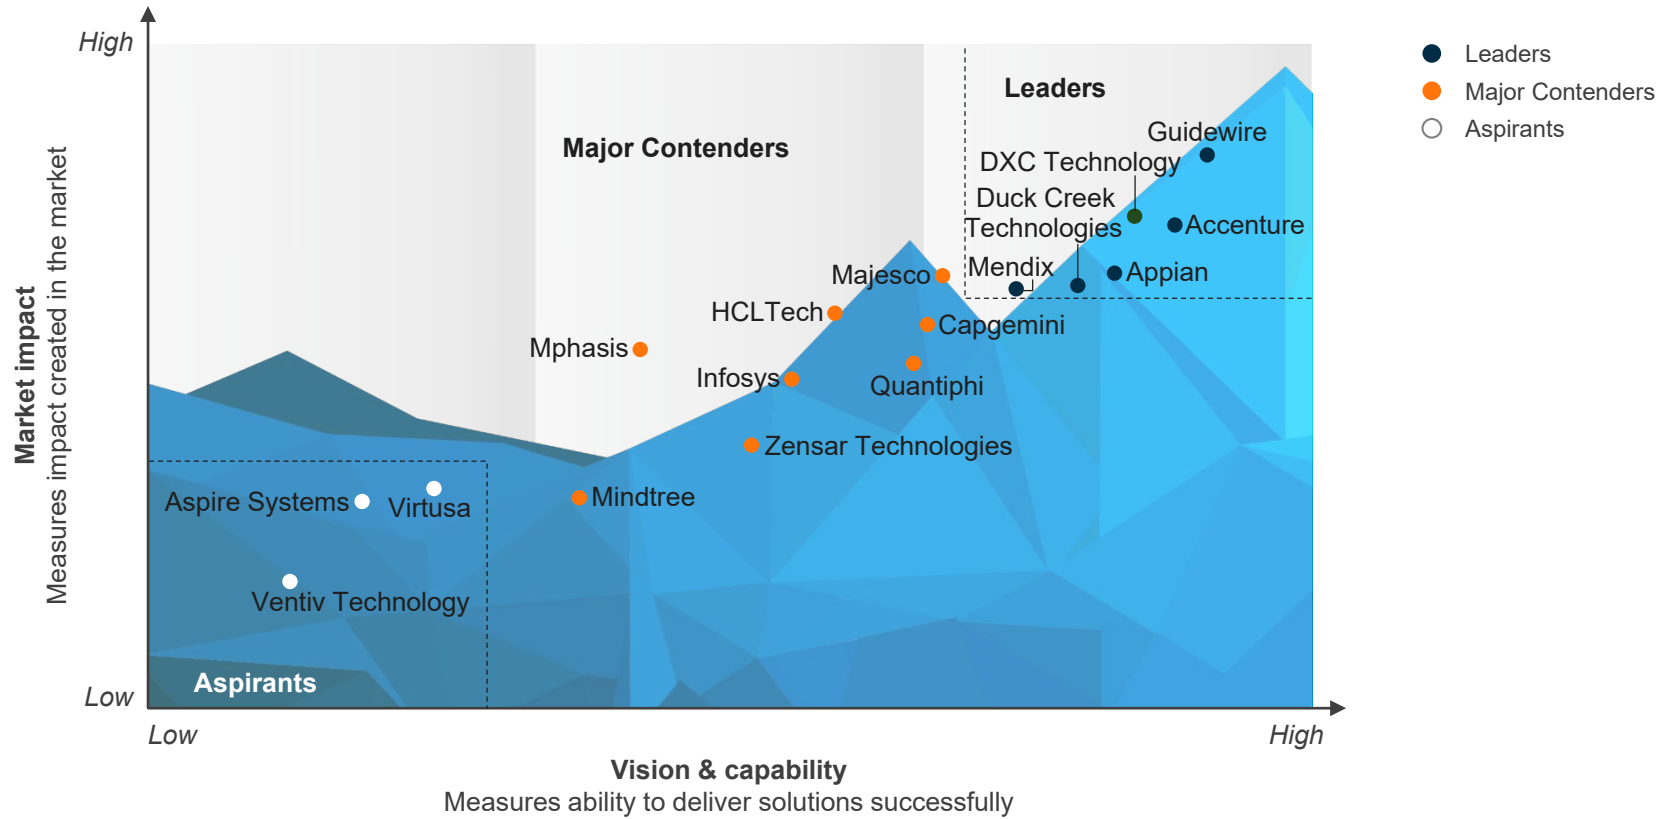 High
Leaders
Leaders
Major Contenders
Major Contenders
Aspirants
Guidewire
DXC Technology
Duck Creek
Technologies
Accenture
Mendix
Appian
Majesco
HCLTech
Capgemini
Mphasis
Infosys
Quantiphi
Zensar Technologies
Mindtree
Aspire Systems
Virtusa
Ventiv Technology
Aspirants
Market impact
Measures impact created in the market
Low
Low
High
Vision & capability
Measures ability to deliver solutions successfully